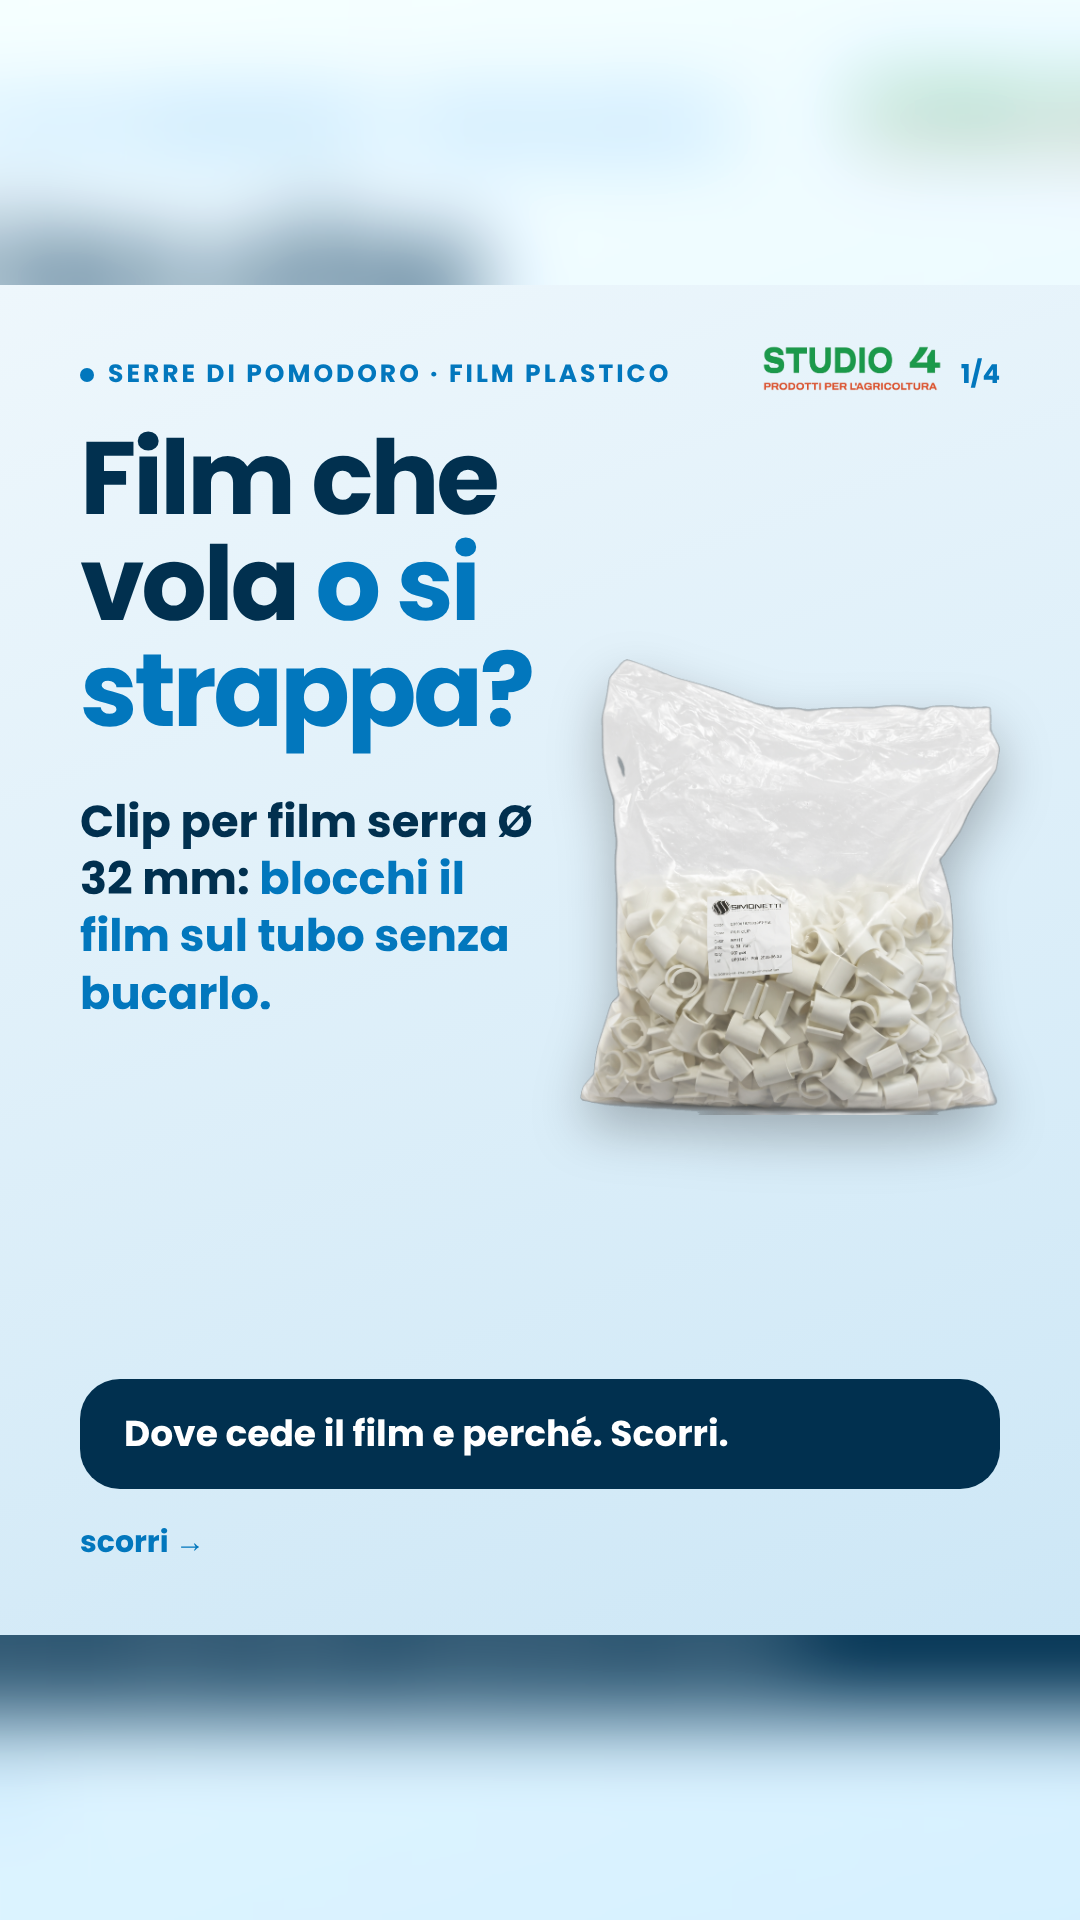 SERRE DI POMODORO · FILM PLASTICO
STUDIO 4
PRODOTTI PER L'AGRICOLTURA
1/4
Film che
vola o si
strappa?
Clip per film serra Ø
32 mm: blocchi il
film sul tubo senza
bucarlo.
SIMONETTI
Dove cede il film e perché. Scorri.
scorri →